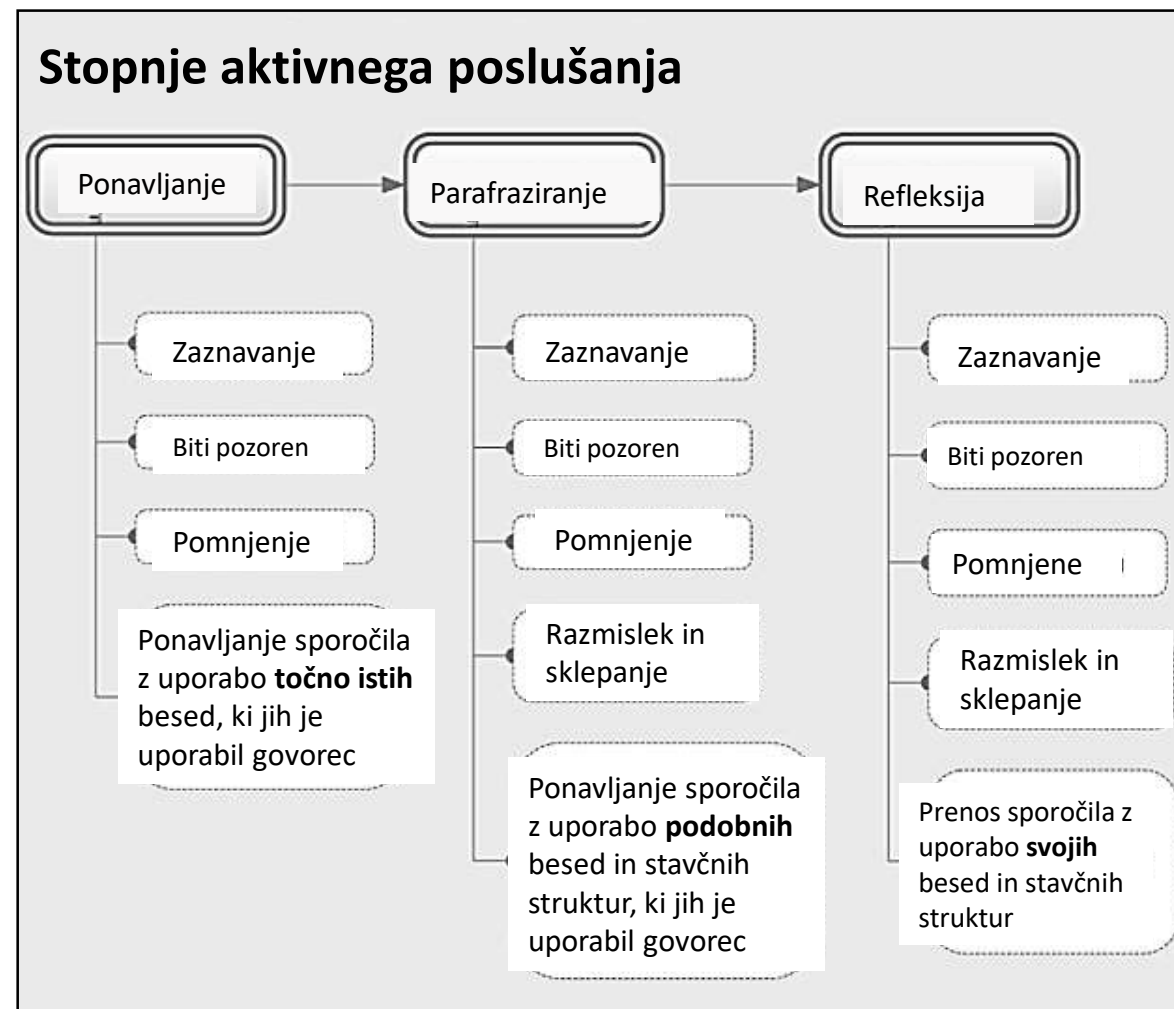 Stopnje aktivnega poslušanja
Ponavljanje
Zaznavanje
Biti pozoren
Pomnjenje
Ponavljanje sporočila
z uporabo točno istih
besed, ki jih je
uporabil govorec
Parafraziranje
Zaznavanje
Biti pozoren
Pomnjenje
Razmislek in
sklepanje
Ponavljanje sporočila
z uporabo podobnih
besed in stavčnih
struktur, ki jih je
uporabil govorec
Refleksija
Zaznavanje
Biti pozoren
Pomnjene
Razmislek in
sklepanje
Prenos sporočila z
uporabo svojih
besed in stavčnih
struktur